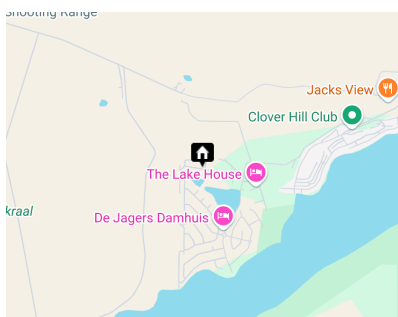 Shooting Range
Jacks View
Clover Hill Club
The Lake House
De Jagers Damhuis
kraal